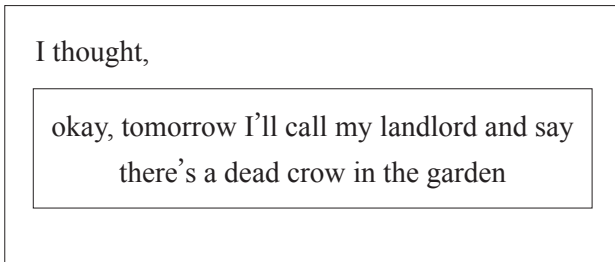 I thought,
okay, tomorrow I’ll call my landlord and say
there’s a dead crow in the garden